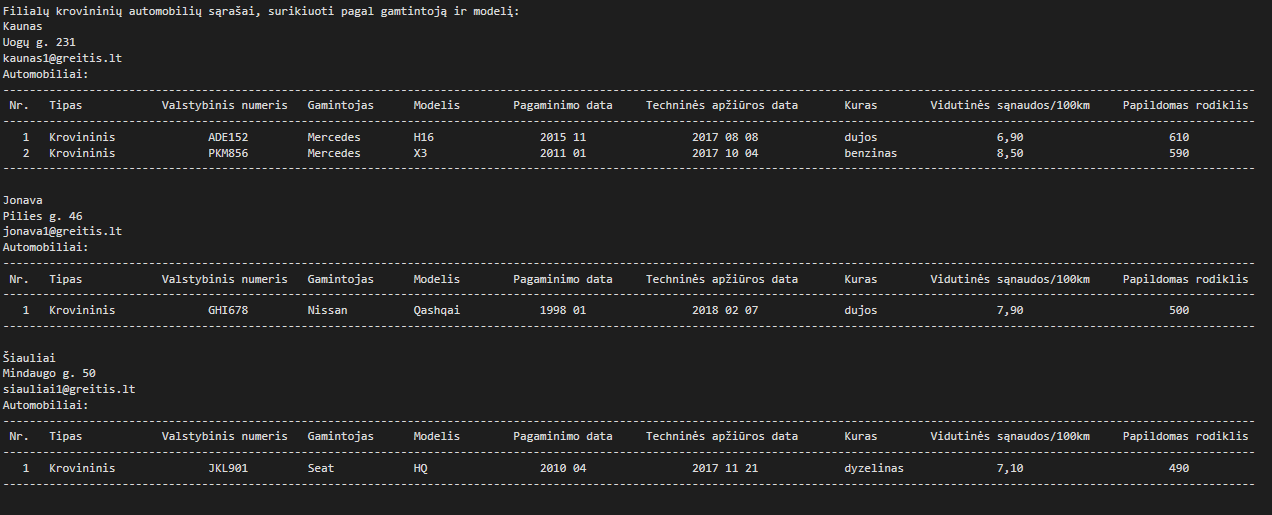 Filialų krovininių automobilių sąrašai, surikiuoti pagal gamtintoją ir modelį:
Kaunas
Uogų g. 231
kaunas1@greitis.lt
Automobiliai:
Nr. Tipas Valstybinis numeris Gamintojas Modelis Pagaminimo data Techninės apžiūros data Kuras Vidutinės sąnaudos/100km Papildomas rodiklis
1 Krovininis ADE152 Mercedes H16 2015 11 2017 08 08 dujos 6,90 610
2 Krovininis PKM856 Mercedes X3 2011 01 2017 10 04 benzinas 8,50 590
Jonava
Pilies g. 46
jonava1@greitis.lt
Automobiliai:
Nr. Tipas Valstybinis numeris Gamintojas Modelis Pagaminimo data Techninės apžiūros data Kuras Vidutinės sąnaudos/100km Papildomas rodiklis
1 Krovininis GHI678 Nissan Qashqai 1998 01 2018 02 07 dujos 7,90 500
Šiauliai
Mindaugo g. 50
siauliai1@greitis.lt
Automobiliai:
Nr. Tipas Valstybinis numeris Gamintojas Modelis Pagaminimo data Techninės apžiūros data Kuras Vidutinės sąnaudos/100km Papildomas rodiklis
1 Krovininis JKL901 Seat HQ 2010 04 2017 11 21 dyzelinas 7,10 490